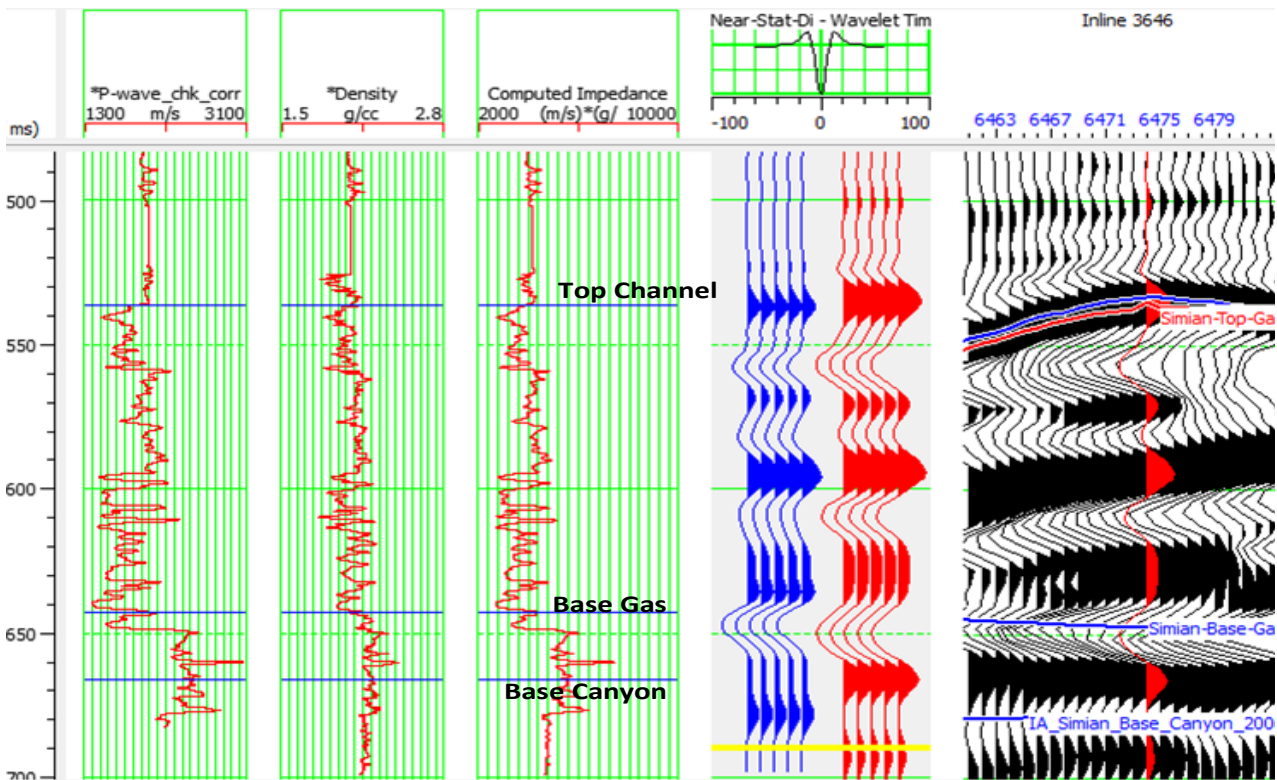 Near-Stat-Di - Wavelet Tim
Inline 3646
*P-wave_chk_corr
*Density
Computed Impedance
1300 m/s 3100
1.5 g/cc 2.8
2000 (m/s)*(g/ 10000
-100 0 100
6463 6467 6471 6475 6479
ms)
500
Top Channel
Simian-Top-Ga
550
600
Base Gas
Simian-Base-Ga
650
Base Canyon
IA_Simian_Base_Canyon_200
700